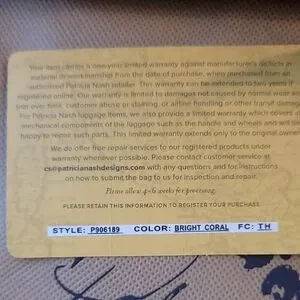 Your item carries a one-year limited warranty against manufacturer's defects in
material or workmanship from the date of purchase, when purchased from an
authorized Patricia Nash retailer. This warranty can be extended to two years if
registered online. Our warranty is limited to damages not caused by normal wear and
tear over time, customer abuse or staining, or airline handling or other transit damage.
For Patricia Nash luggage items, we also provide a limited warranty which covers
mechanical components of the luggage such as the handle and wheels and will be
happy to repair such parts. This limited warranty extends only to the original owner.
We do offer free repair services to our registered products under
warranty whenever possible. Please contact customer service at
cs@patricianashdesigns.com with any questions and for instructions
on how to submit the bag to us for inspection and repair.
Please allow 4-6 weeks for processing.
PLEASE RETAIN THIS INFORMATION TO REGISTER YOUR PURCHASE.
STYLE: P906189 COLOR: BRIGHT CORAL FC: TH